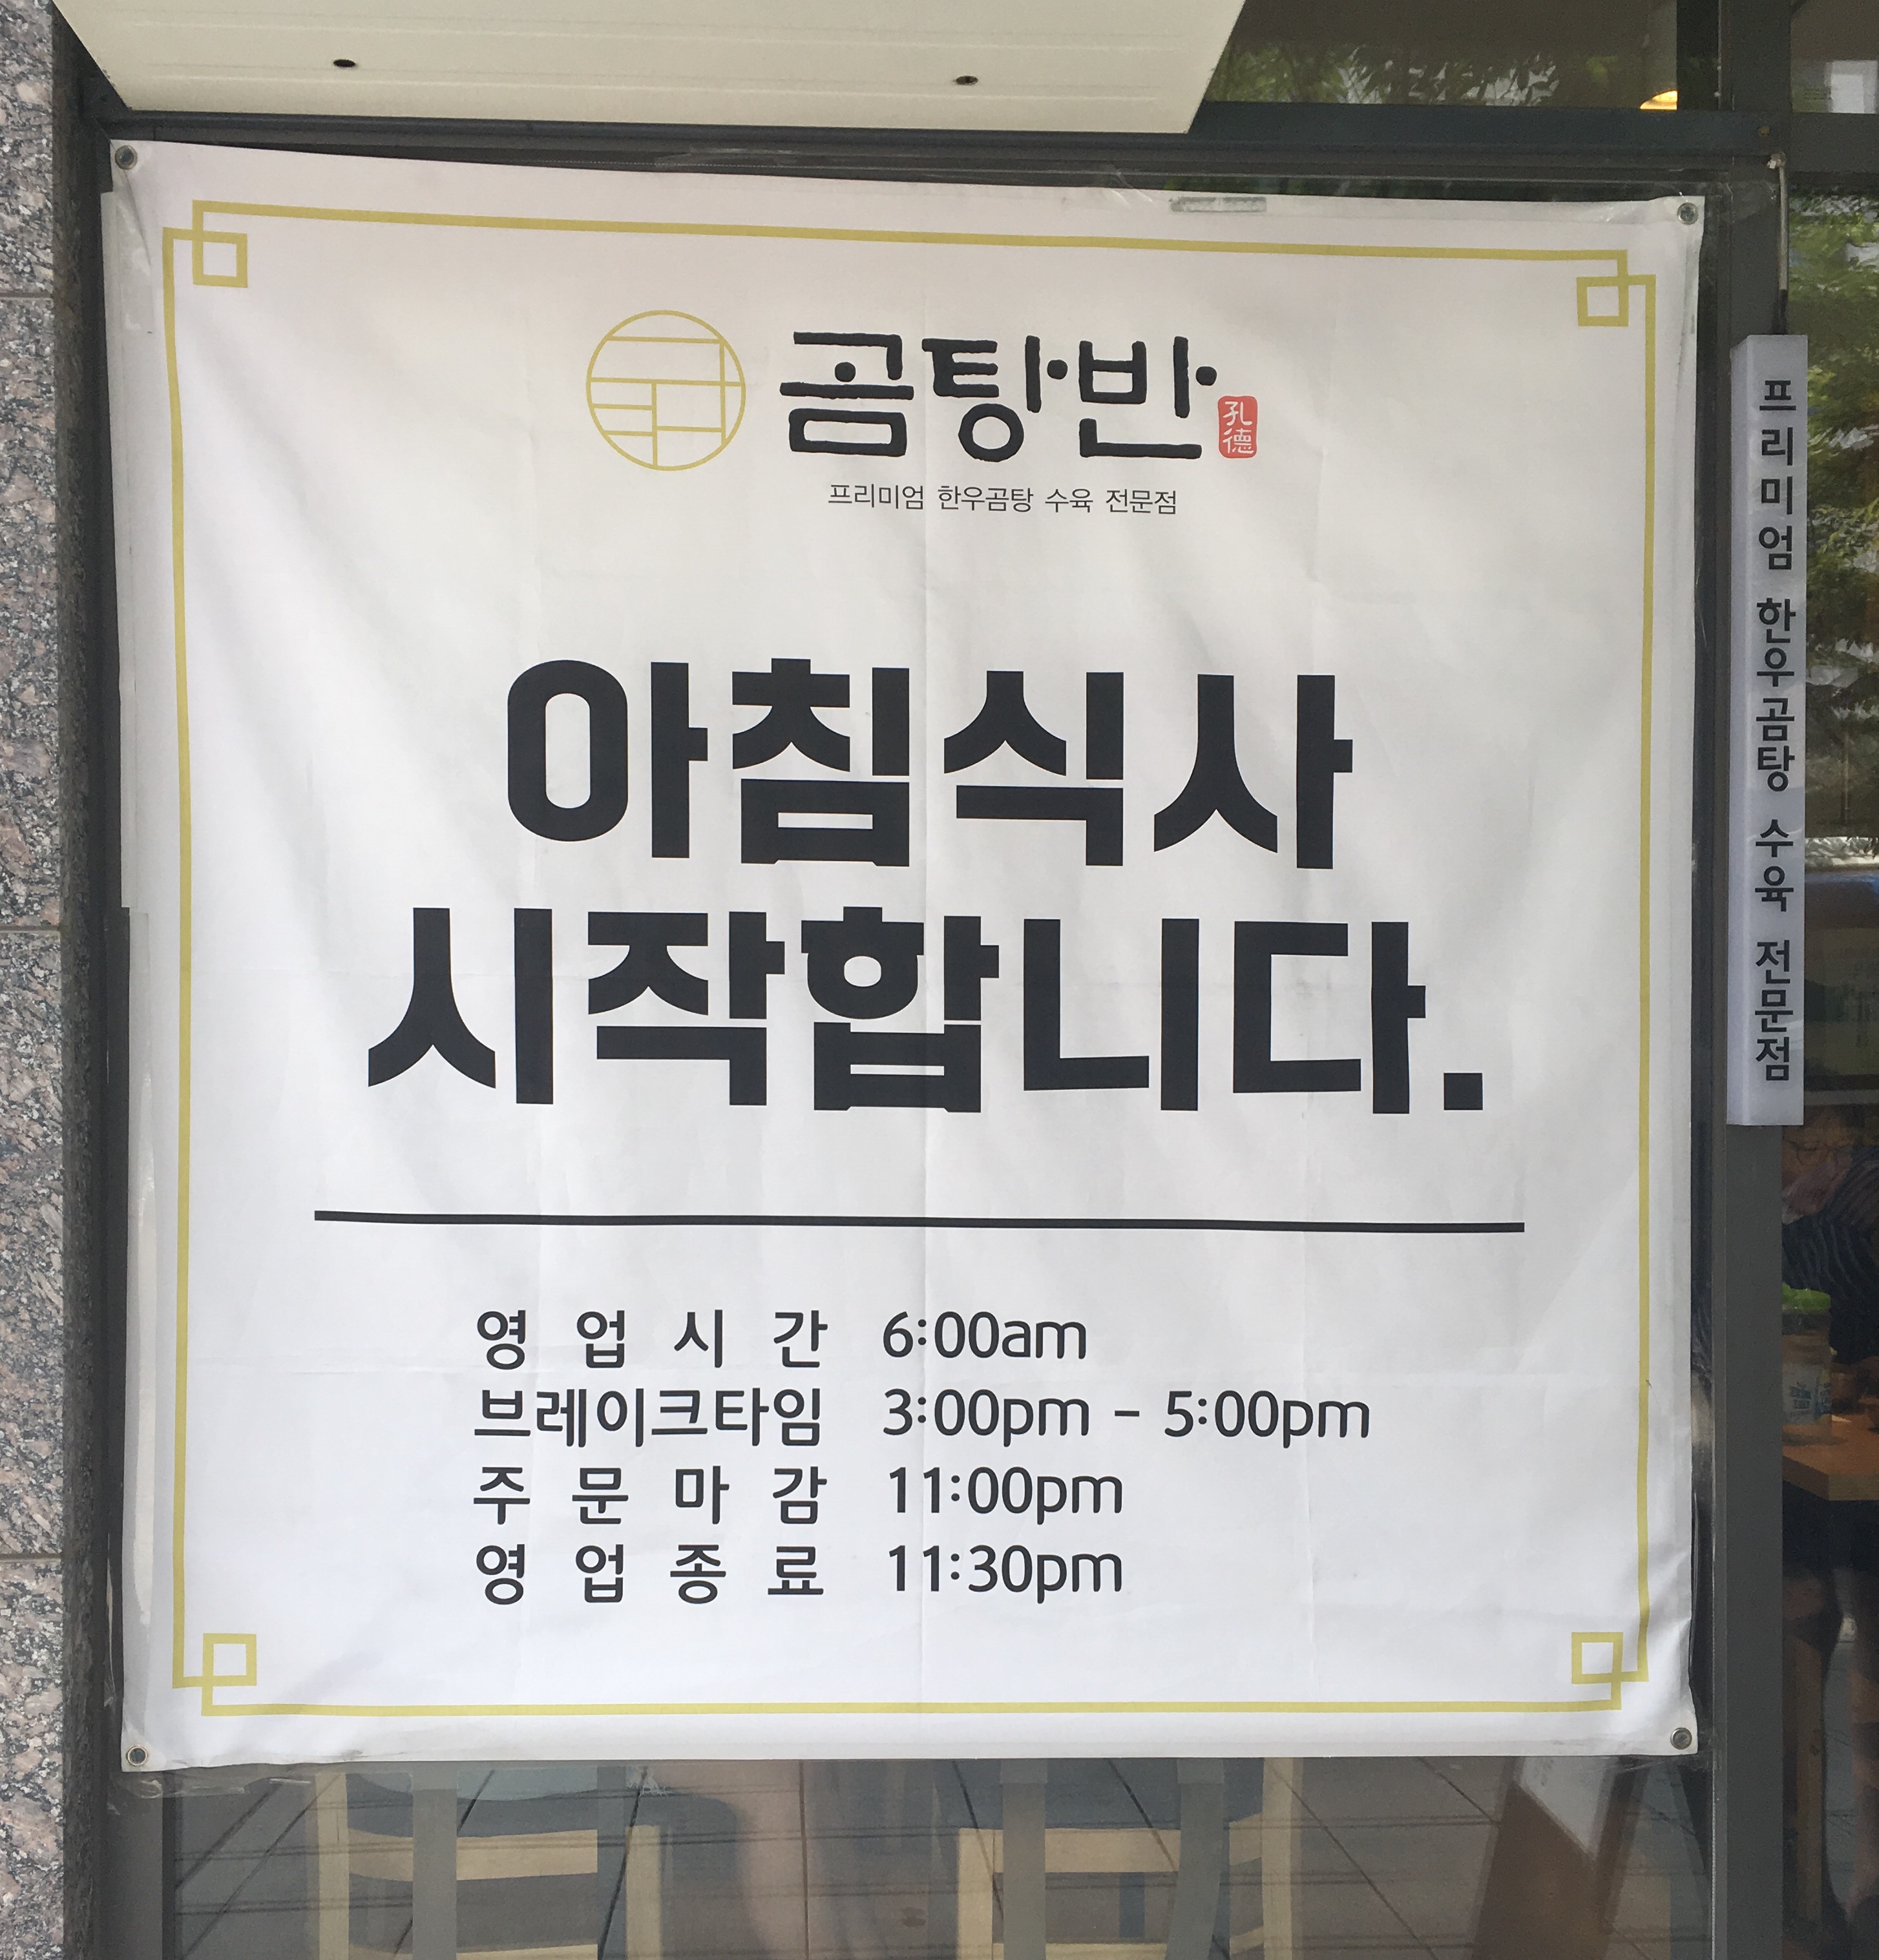 곰탕반
孔德
프리미엄 한우곰탕 수육 전문점
아침식사
시작합니다.
영업시간 6:00am
브레이크타임 3:00pm - 5:00pm
주문마감 11:00pm
영업종료 11:30pm
프리미엄 한우곰탕 수육 전문점